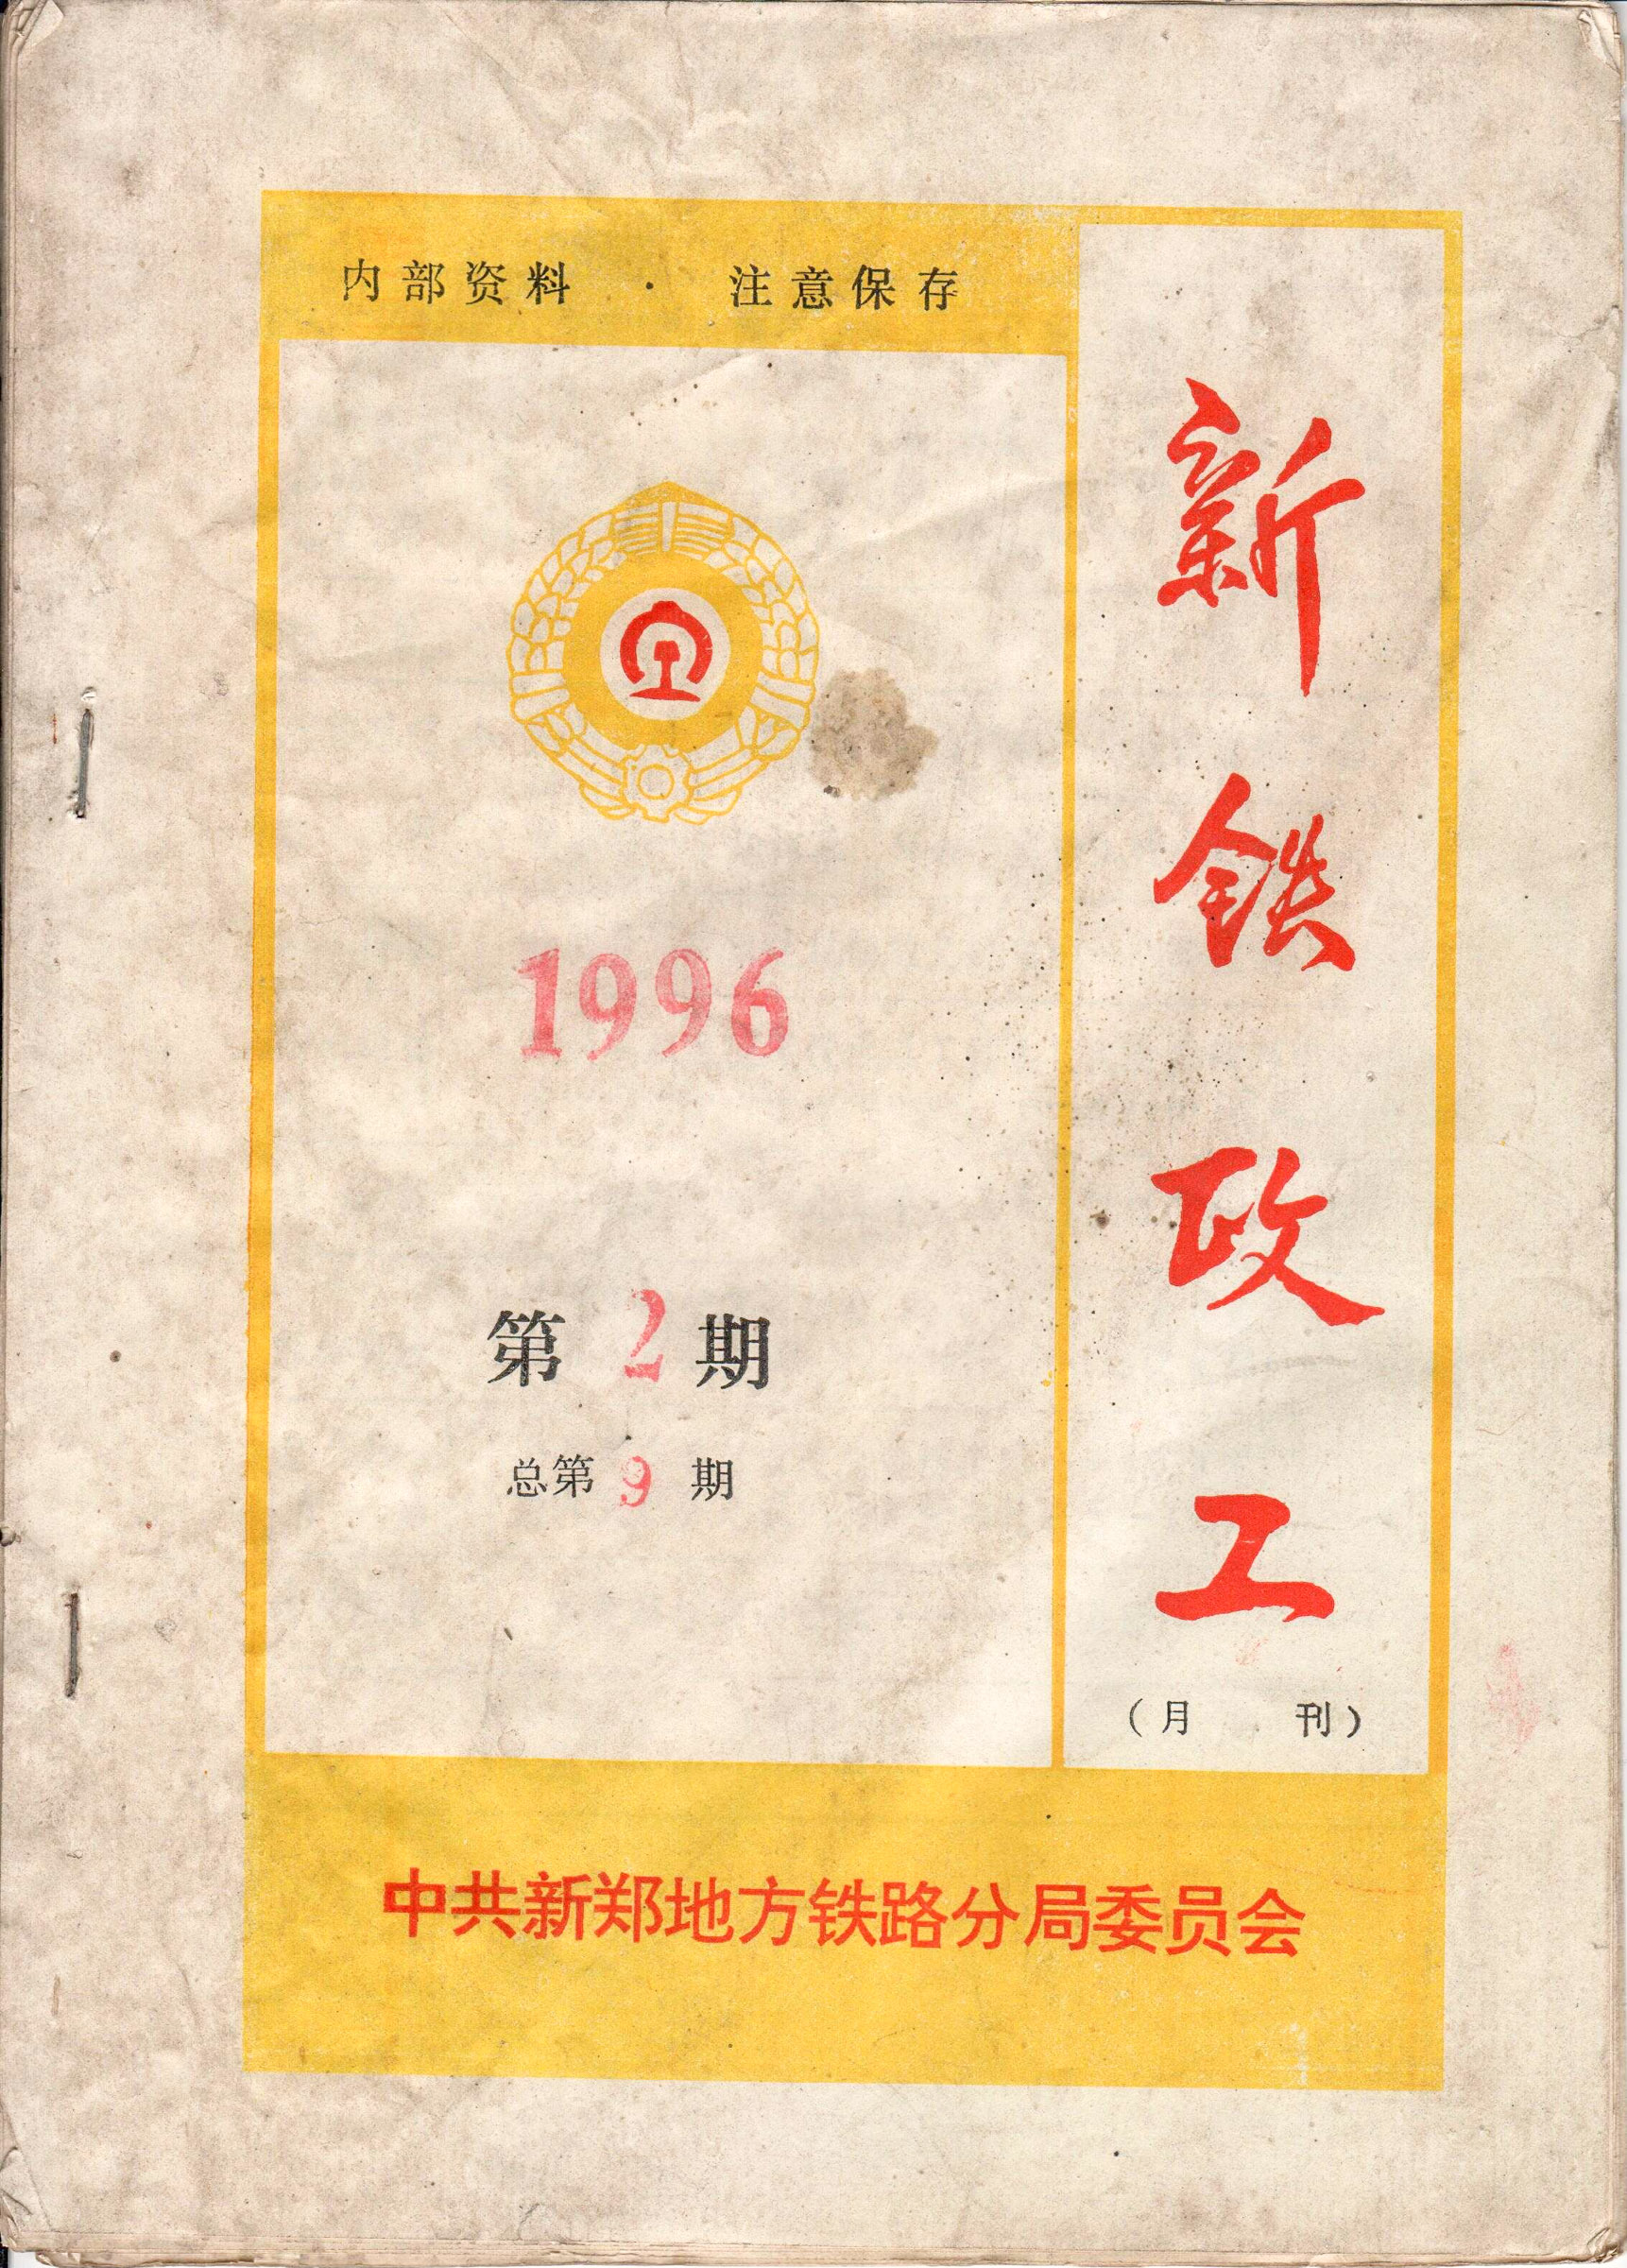 内部资料 · 注意保存
新铁政工
（月 刊）
1996
第2期
总第9期
中共新郑地方铁路分局委员会